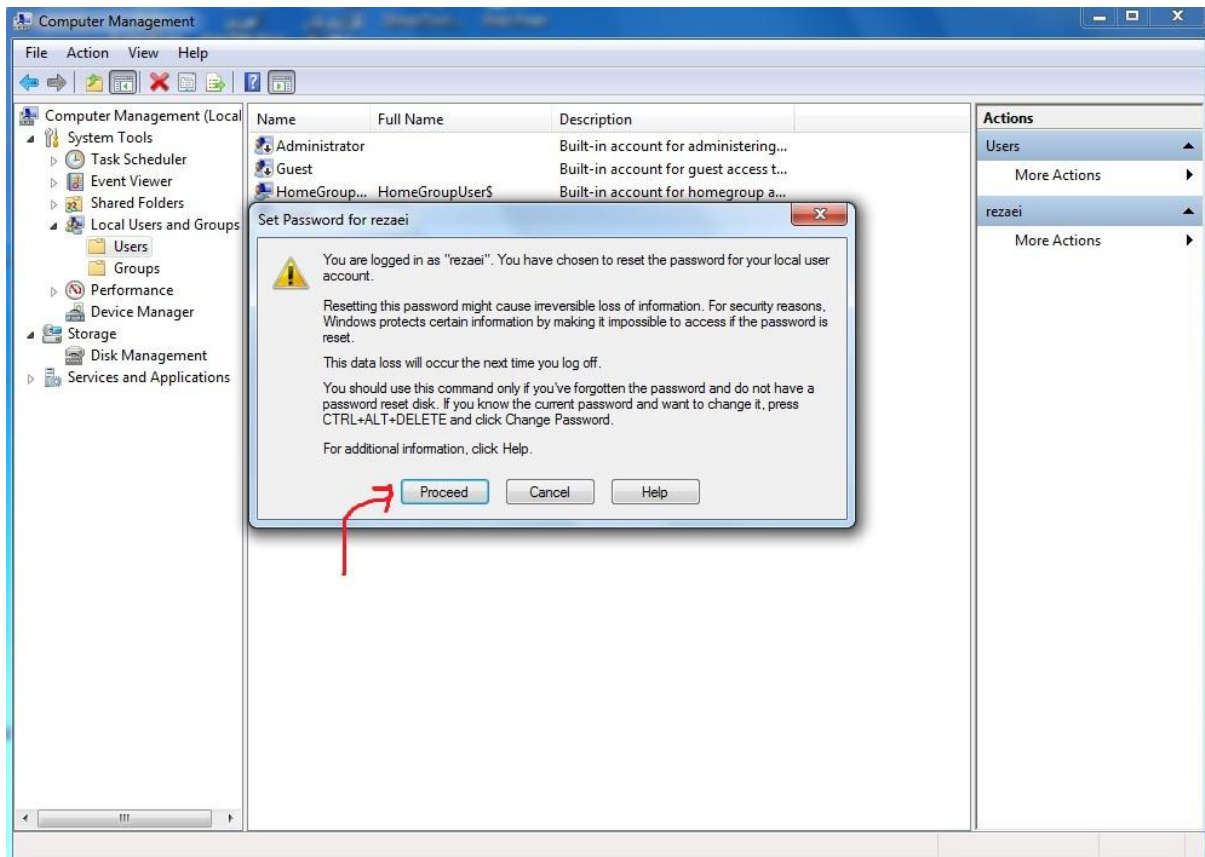 Computer Management
File Action View Help
Computer Management (Local
System Tools
Task Scheduler
Event Viewer
Shared Folders
Local Users and Groups
Users
Groups
Performance
Device Manager
Storage
Disk Management
Services and Applications
Name Full Name Description
Administrator Built-in account for administering...
Guest Built-in account for guest access t...
HomeGroup... HomeGroupUser$ Built-in account for homegroup a...
Set Password for rezaei
You are logged in as "rezaei". You have chosen to reset the password for your local user
account.
Resetting this password might cause irreversible loss of information. For security reasons,
Windows protects certain information by making it impossible to access if the password is
reset.
This data loss will occur the next time you log off.
You should use this command only if you've forgotten the password and do not have a
password reset disk. If you know the current password and want to change it, press
CTRL+ALT+DELETE and click Change Password.
For additional information, click Help.
Proceed Cancel Help
Actions
Users
More Actions
rezaei
More Actions